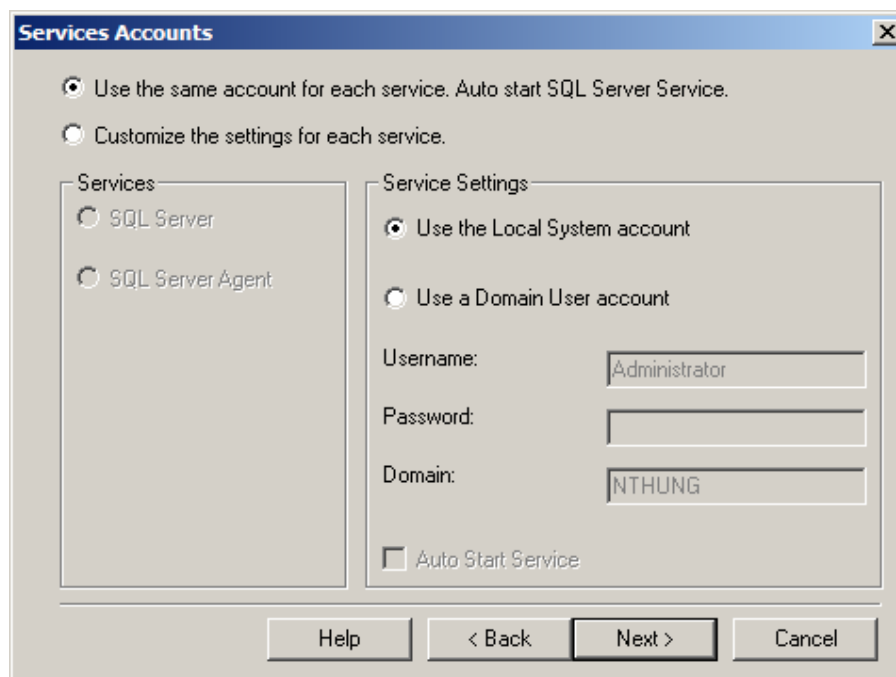 Services Accounts
Use the same account for each service. Auto start SQL Server Service.
Customize the settings for each service.
Services
SQL Server
SQL Server Agent
Service Settings
Use the Local System account
Use a Domain User account
Username:
Administrator
Password:
Domain:
NTHUNG
Auto Start Service
Help
< Back
Next >
Cancel